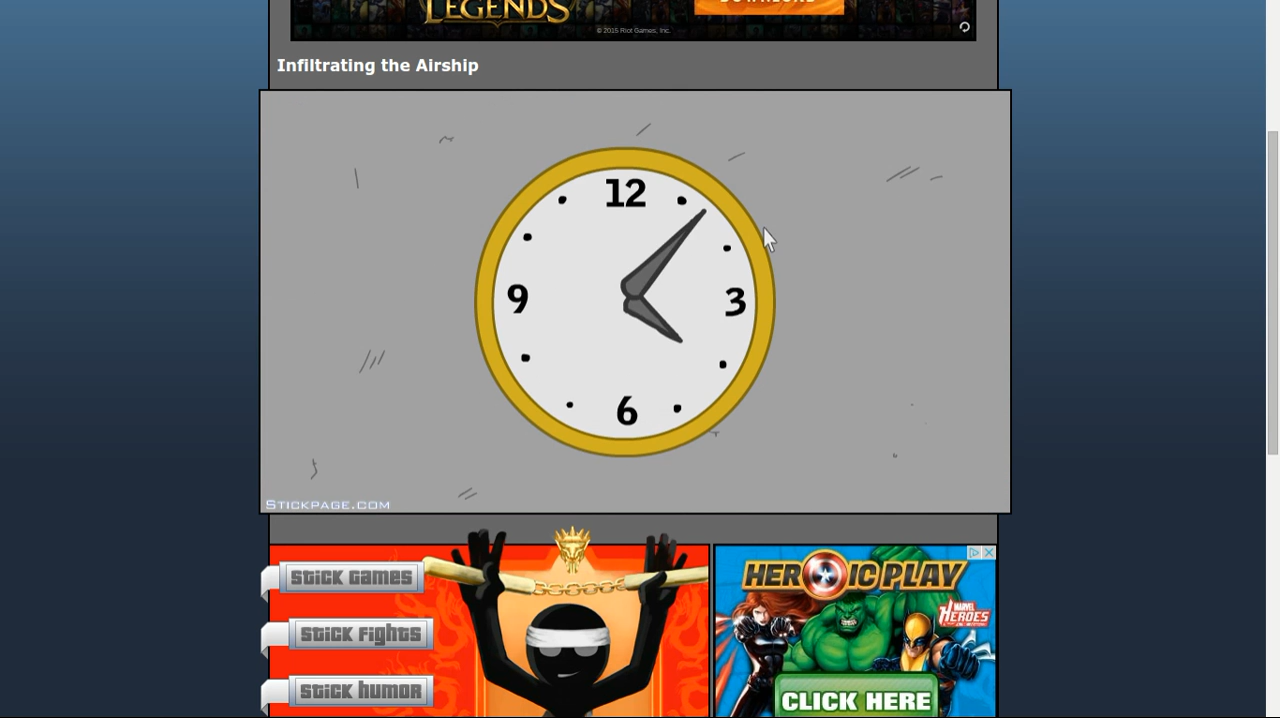 LEGENDS
© 2015 Riot Games, Inc.
Infiltrating the Airship
12
9
3
6
STICKPAGE.COM
STICK GAMES
STICK FIGHTS
STICK HUMOR
HEROIC PLAY
MARVEL
HEROES
CLICK HERE